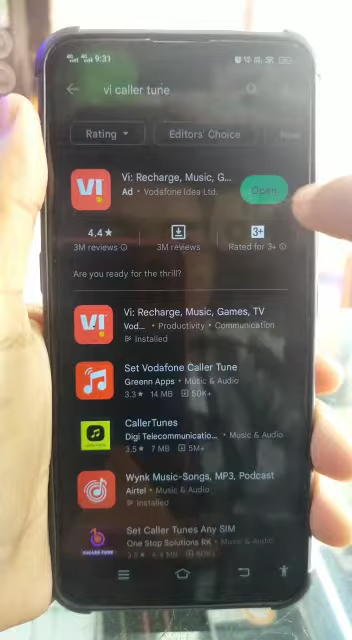 9:31
vi caller tune
Rating
Editors' Choice
New
VI
Vi: Recharge, Music, G...
Ad • Vodafone Idea Ltd.
Open
4.4★
3M reviews
3M reviews
3+
Rated for 3+
Are you ready for the thrill?
VI
Vi: Recharge, Music, Games, TV
Vod... • Productivity • Communication
Installed
Set Vodafone Caller Tune
Greenn Apps • Music & Audio
3.3★ 14 MB 50K+
CallerTunes
Digi Telecommunicatio... • Music & Audio
3.5★ 7 MB 5M+
Wynk Music-Songs, MP3, Podcast
Airtel • Music & Audio
Installed
Set Caller Tunes Any SIM
One Stop Solutions RK • Music & Audio